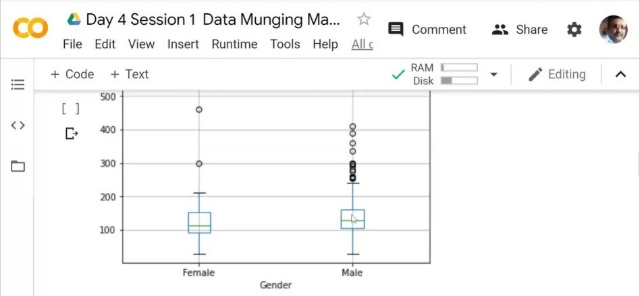 CO
Day 4 Session 1 Data Munging Ma...
Comment
Share
File Edit View Insert Runtime Tools Help All c
+ Code + Text
RAM
Disk
Editing
[ ]
500
400
300
200
100
Female Male
Gender